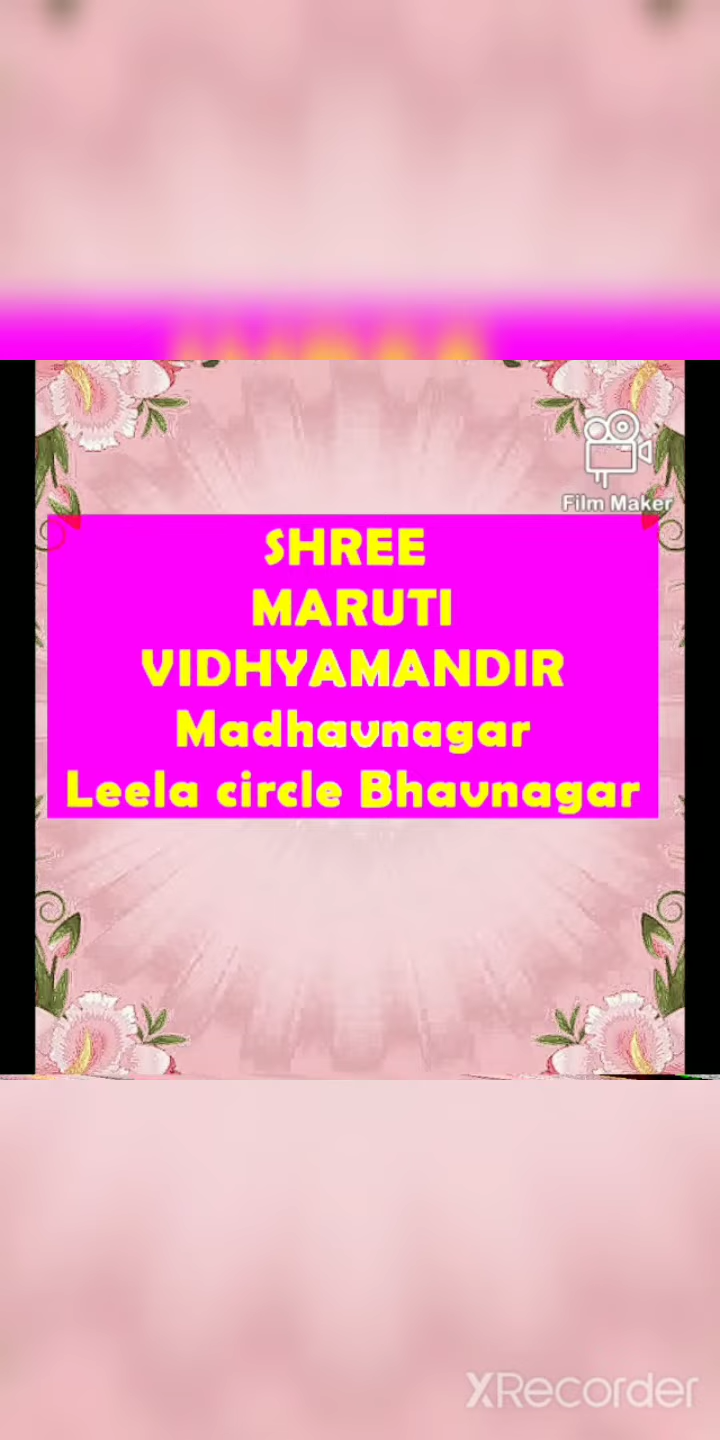 Film Maker
SHREE
MARUTI
VIDHYAMANDIR
Madhavnagar
Leela circle Bhavnagar
XRecorder